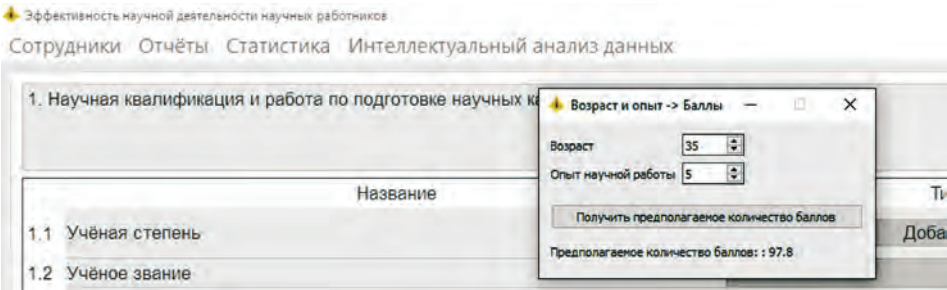 Эффективность научной деятельности научных работников
Сотрудники Отчёты Статистика Интеллектуальный анализ данных
1. Научная квалификация и работа по подготовке научных
Возраст и опыт -> Баллы
Возраст 35
Опыт научной работы 5
Получить предполагаемое количество баллов
Предполагаемое количество баллов: : 97.8
Название
1.1 Учёная степень
1.2 Учёное звание